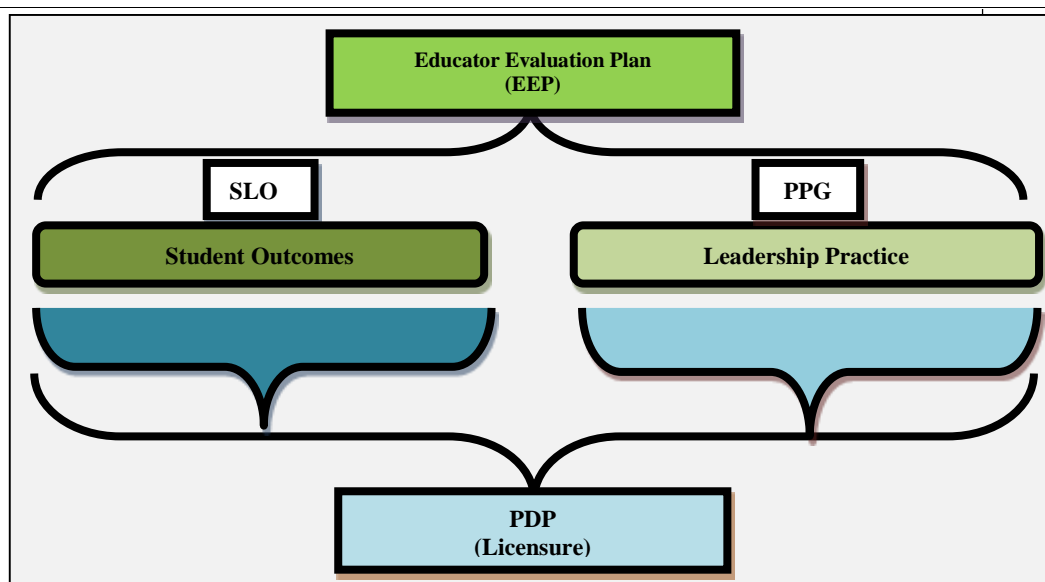 Educator Evaluation Plan
(EEP)
SLO
PPG
Student Outcomes
Leadership Practice
PDP
(Licensure)